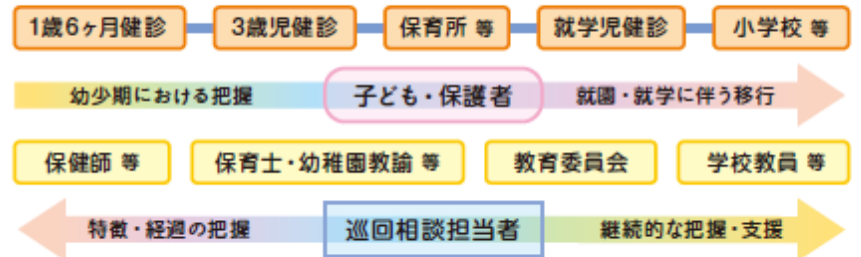 1歳6ヶ月健診 3歳児健診 保育所 等 就学児健診 小学校 等
幼少期における把握 子ども・保護者 就園・就学に伴う移行
保健師 等 保育士・幼稚園教諭 等 教育委員会 学校教員 等
特徴・経過の把握 巡回相談担当者 継続的な把握・支援